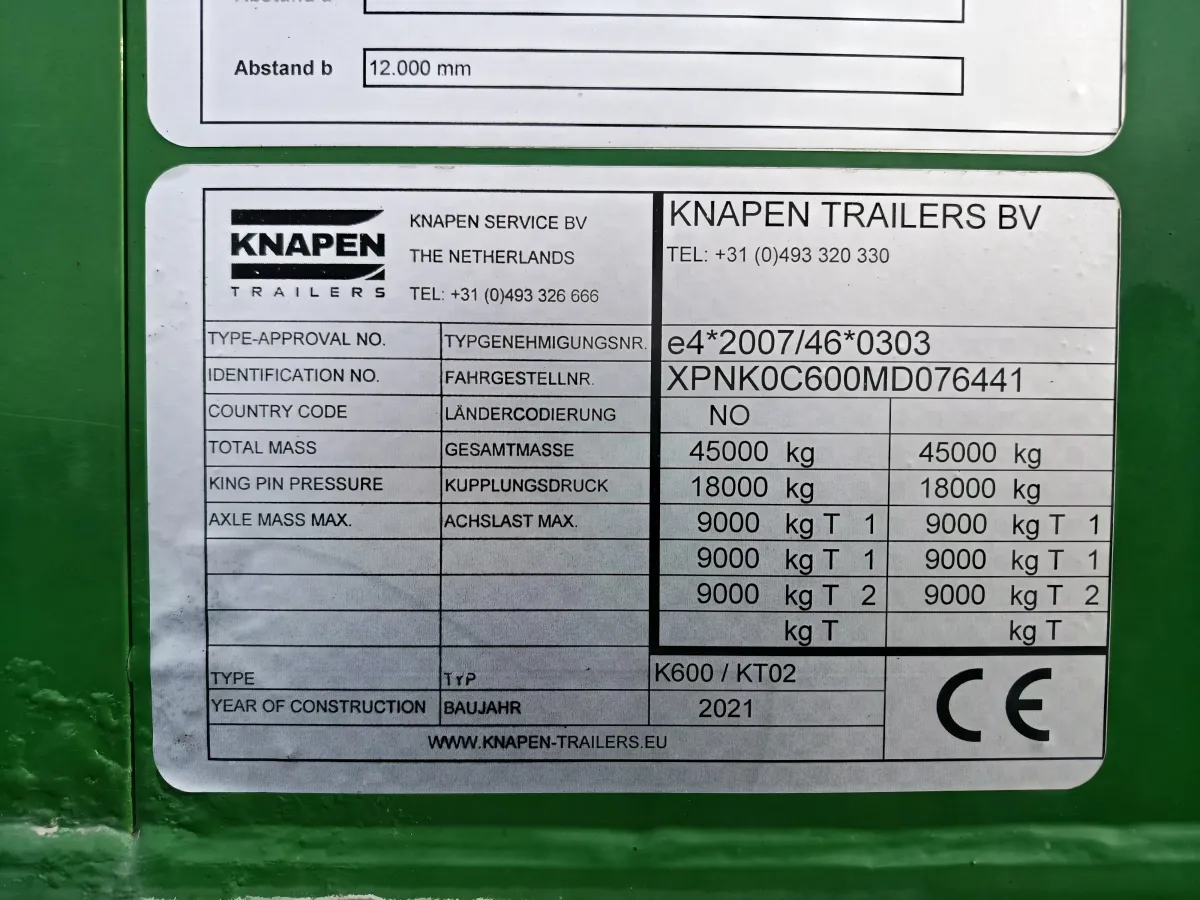 Abstand b 12.000 mm
KNAPEN
TRAILERS
KNAPEN SERVICE BV
THE NETHERLANDS
TEL: +31 (0)493 326 666
KNAPEN TRAILERS BV
TEL: +31 (0)493 320 330
TYPE-APPROVAL NO. TYPGENEHMIGUNGSNR. e4*2007/46*0303
IDENTIFICATION NO. FAHRGESTELLNR. XPNK0C600MD076441
COUNTRY CODE LÄNDERCODIERUNG NO
TOTAL MASS GESAMTMASSE 45000 kg 45000 kg
KING PIN PRESSURE KUPPLUNGSDRUCK 18000 kg 18000 kg
AXLE MASS MAX. ACHSLAST MAX. 9000 kg T 1 9000 kg T 1
9000 kg T 1 9000 kg T 1
9000 kg T 2 9000 kg T 2
kg T kg T
TYPE TYP K600 / KT02
YEAR OF CONSTRUCTION BAUJAHR 2021
CE
WWW.KNAPEN-TRAILERS.EU